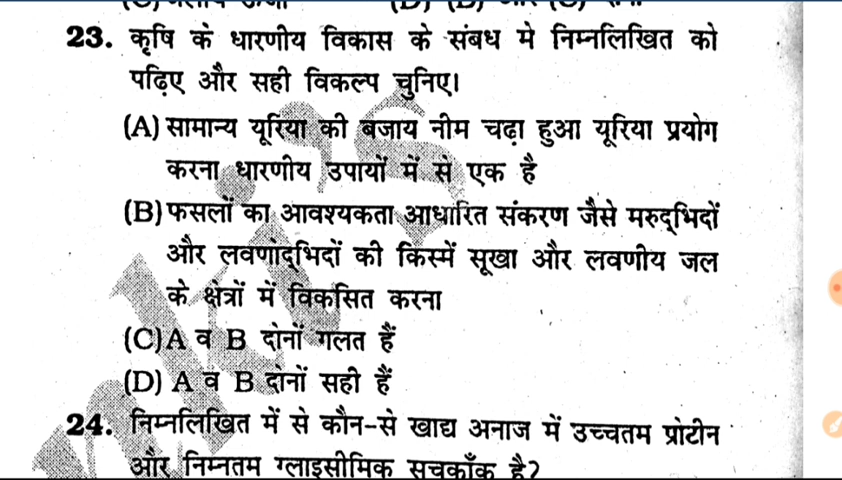 23. कृषि के धारणीय विकास के संबध मे निम्नलिखित को
पढ़िए और सही विकल्प चुनिए।
(A) सामान्य यूरिया की बजाय नीम चढ़ा हुआ यूरिया प्रयोग
करना धारणीय उपायों में से एक है
(B) फसलों का आवश्यकता आधारित संकरण जैसे मरुद्भिदों
और लवणोद्भिदों की किस्में सूखा और लवणीय जल
के क्षेत्रों में विकसित करना
(C) A व B दोनों गलत हैं
(D) A व B दोनों सही हैं
24. निम्नलिखित में से कौन-से खाद्य अनाज में उच्चतम प्रोटीन
और निम्नतम ग्लाइसीमिक सूचकाँक है?